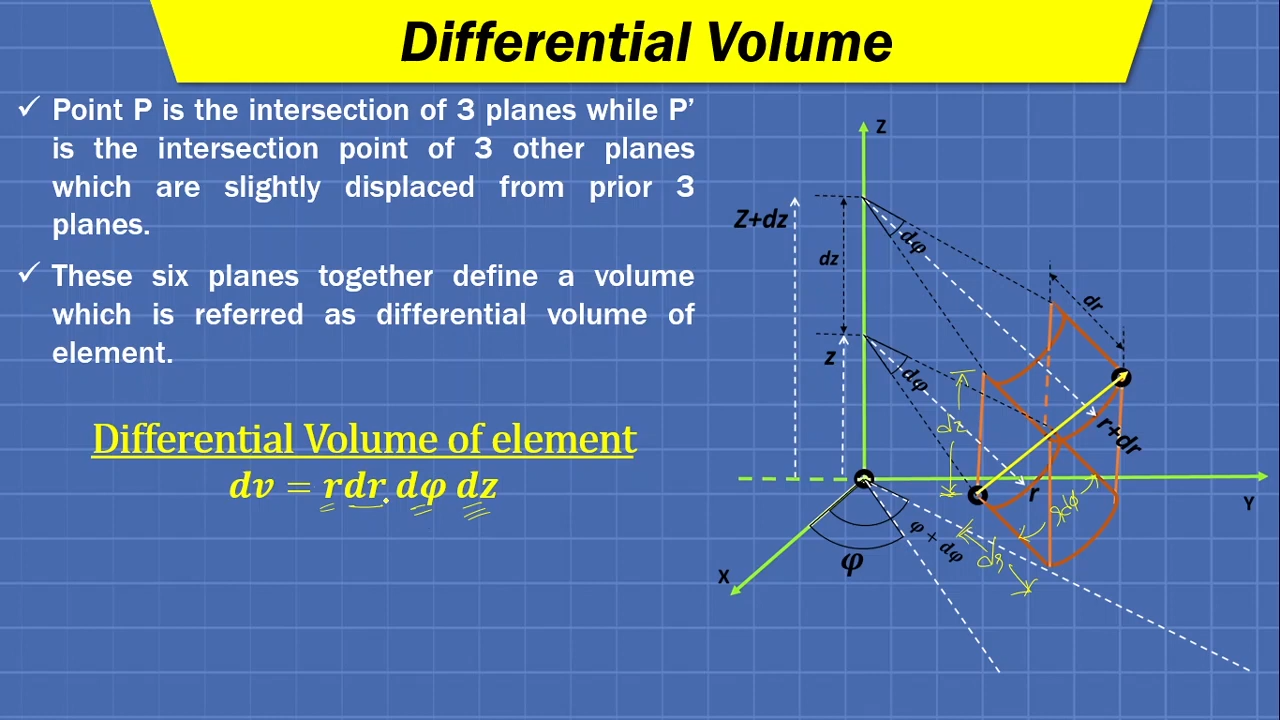 Differential Volume
✓ Point P is the intersection of 3 planes while P’
is the intersection point of 3 other planes
which are slightly displaced from prior 3
planes.
✓ These six planes together define a volume
which is referred as differential volume of
element.
Differential Volume of element
dv = rdr. dφ dz
Z
Z+dz
dφ
dz
dr
z
dφ
dz
r+dr
r
rdφ
Y
φ + dφ
dr
φ
X